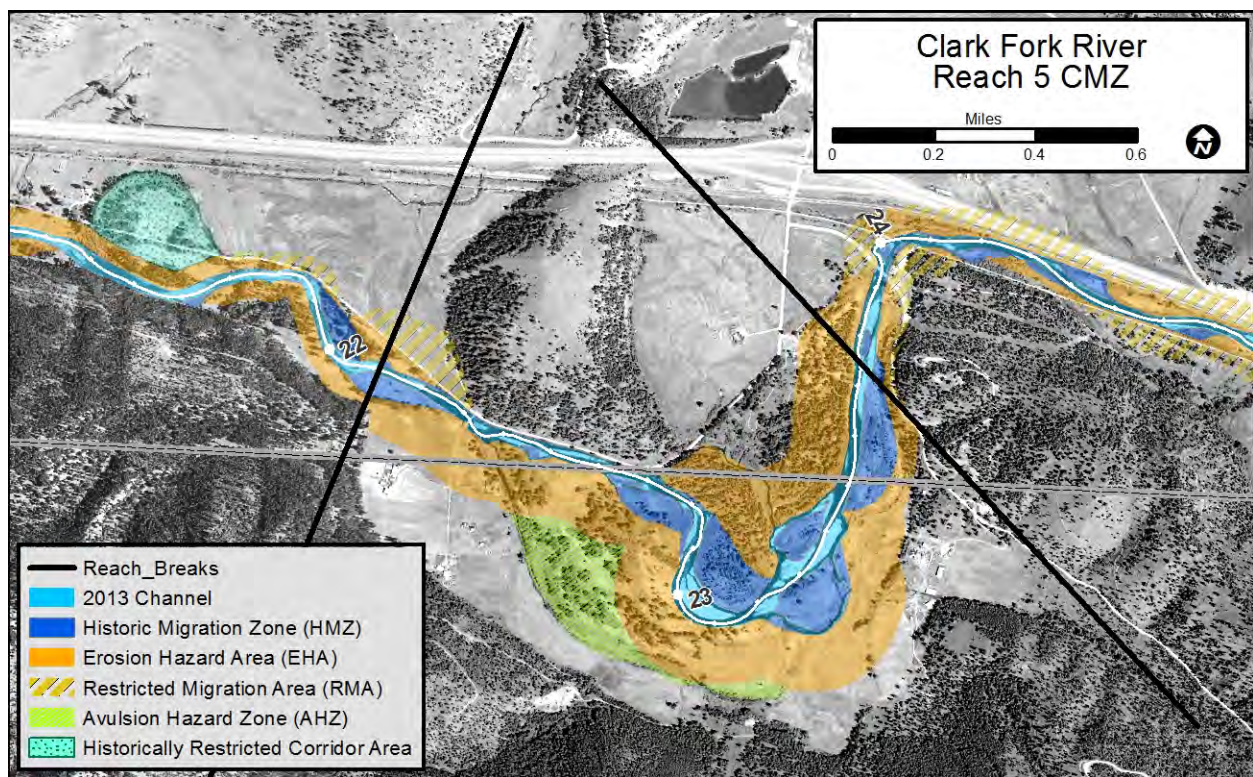 Clark Fork River
Reach 5 CMZ
Miles
0 0.2 0.4 0.6
N
24
22
23
Reach_Breaks
2013 Channel
Historic Migration Zone (HMZ)
Erosion Hazard Area (EHA)
Restricted Migration Area (RMA)
Avulsion Hazard Zone (AHZ)
Historically Restricted Corridor Area